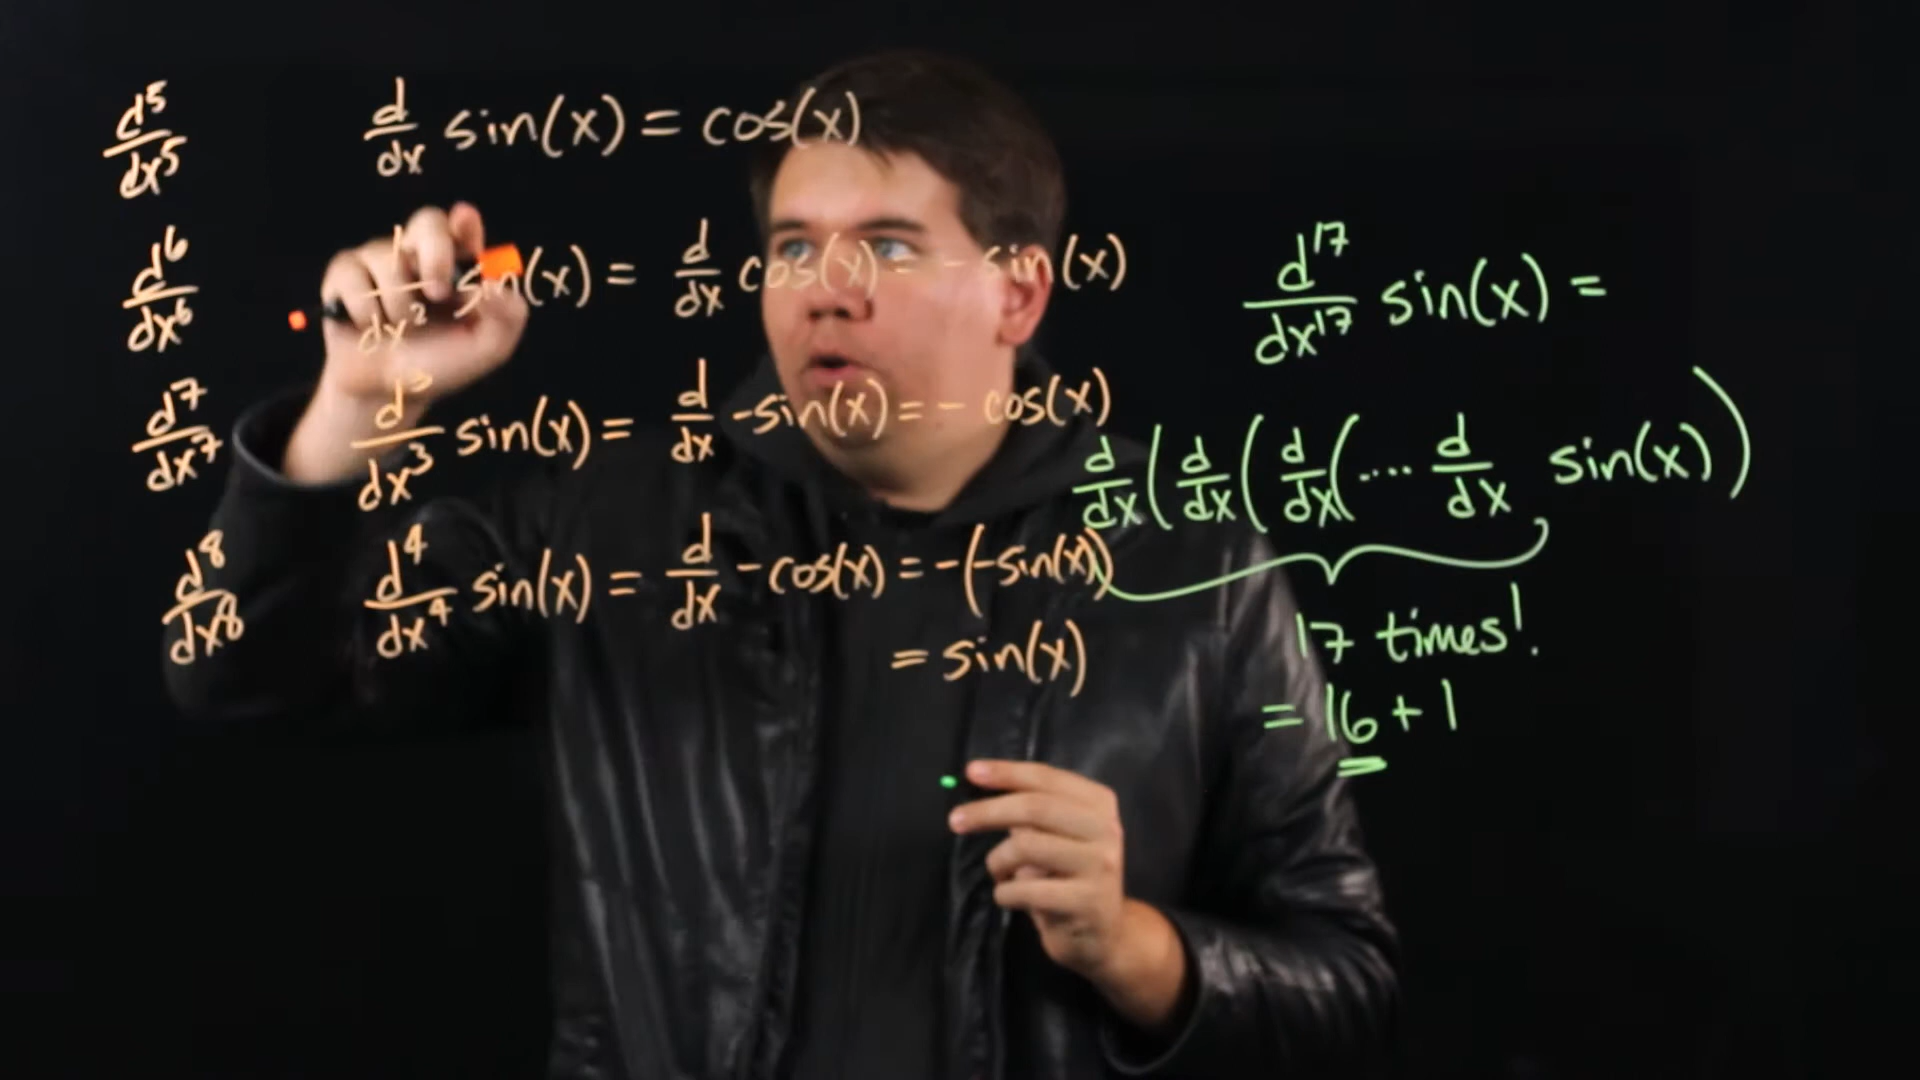 d⁵/dx⁵
d/dx sin(x) = cos(x)
d⁶/dx⁶
/dx² sin(x) = d/dx cos(x) = - sin(x)
d⁷/dx⁷
d³/dx³ sin(x) = d/dx -sin(x) = - cos(x)
d⁸/dx⁸
d⁴/dx⁴ sin(x) = d/dx - cos(x) = -(-sin(x))
= sin(x)
d¹⁷/dx¹⁷ sin(x) =
d/dx ( d/dx ( d/dx (.... d/dx sin(x) )
17 times!
= 16 + 1